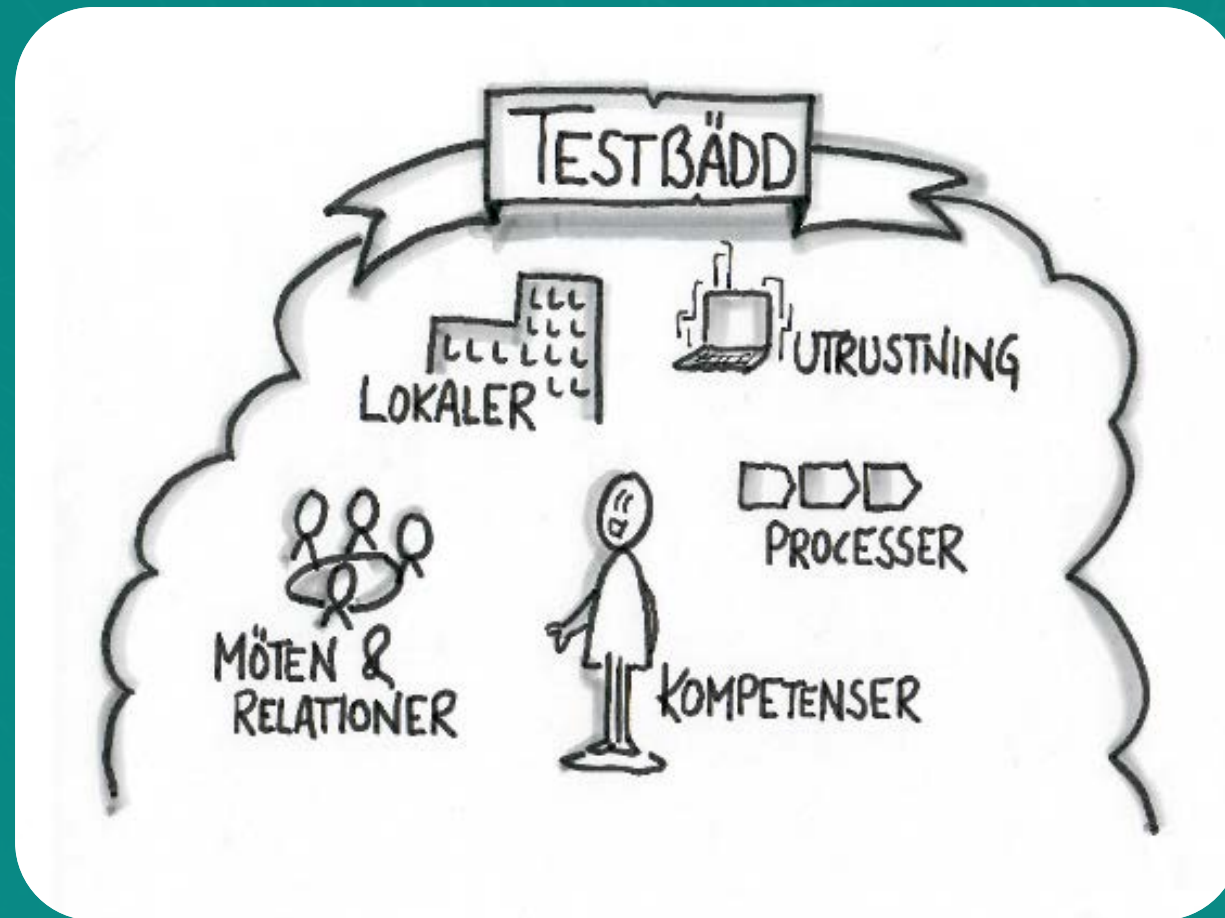 TESTBÄDD
LOKALER
UTRUSTNING
PROCESSER
MÖTEN &
RELATIONER
KOMPETENSER